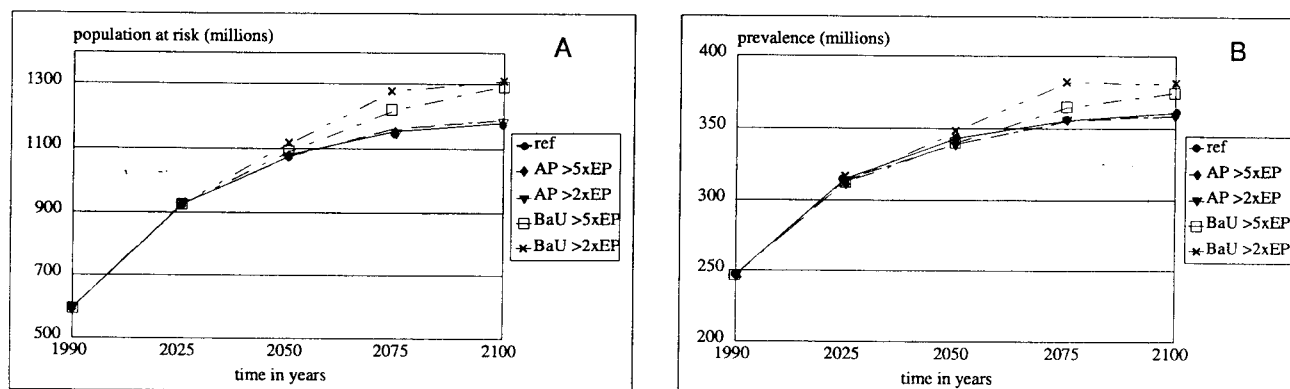 population at risk (millions)
A
1300
1100
900
700
500
1990 2025 2050 2075 2100
time in years
ref
AP >5xEP
AP >2xEP
BaU >5xEP
BaU >2xEP
prevalence (millions)
B
400
350
300
250
200
1990 2025 2050 2075 2100
time in years
ref
AP >5xEP
AP >2xEP
BaU >5xEP
BaU >2xEP